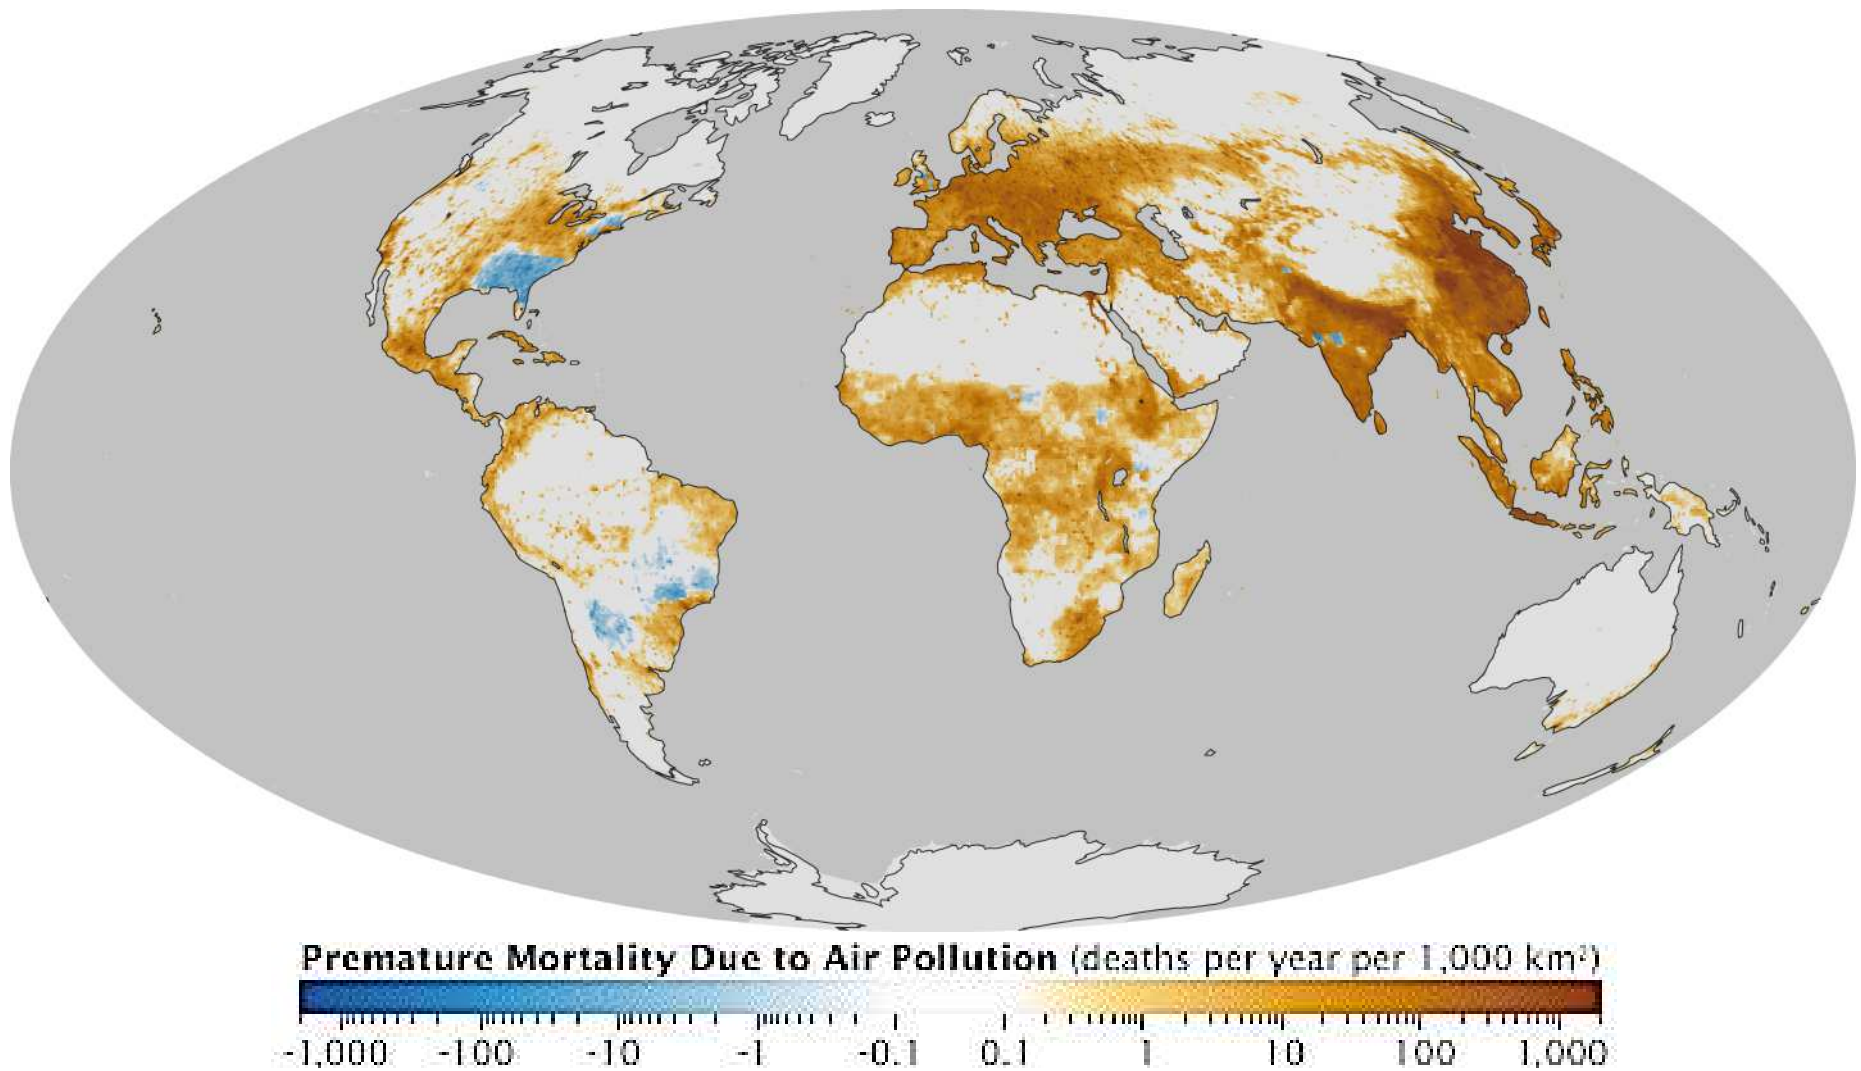 Premature Mortality Due to Air Pollution (deaths per year per 1,000 km²)
-1,000 -100 -10 -1 -0.1 0.1 1 10 100 1,000